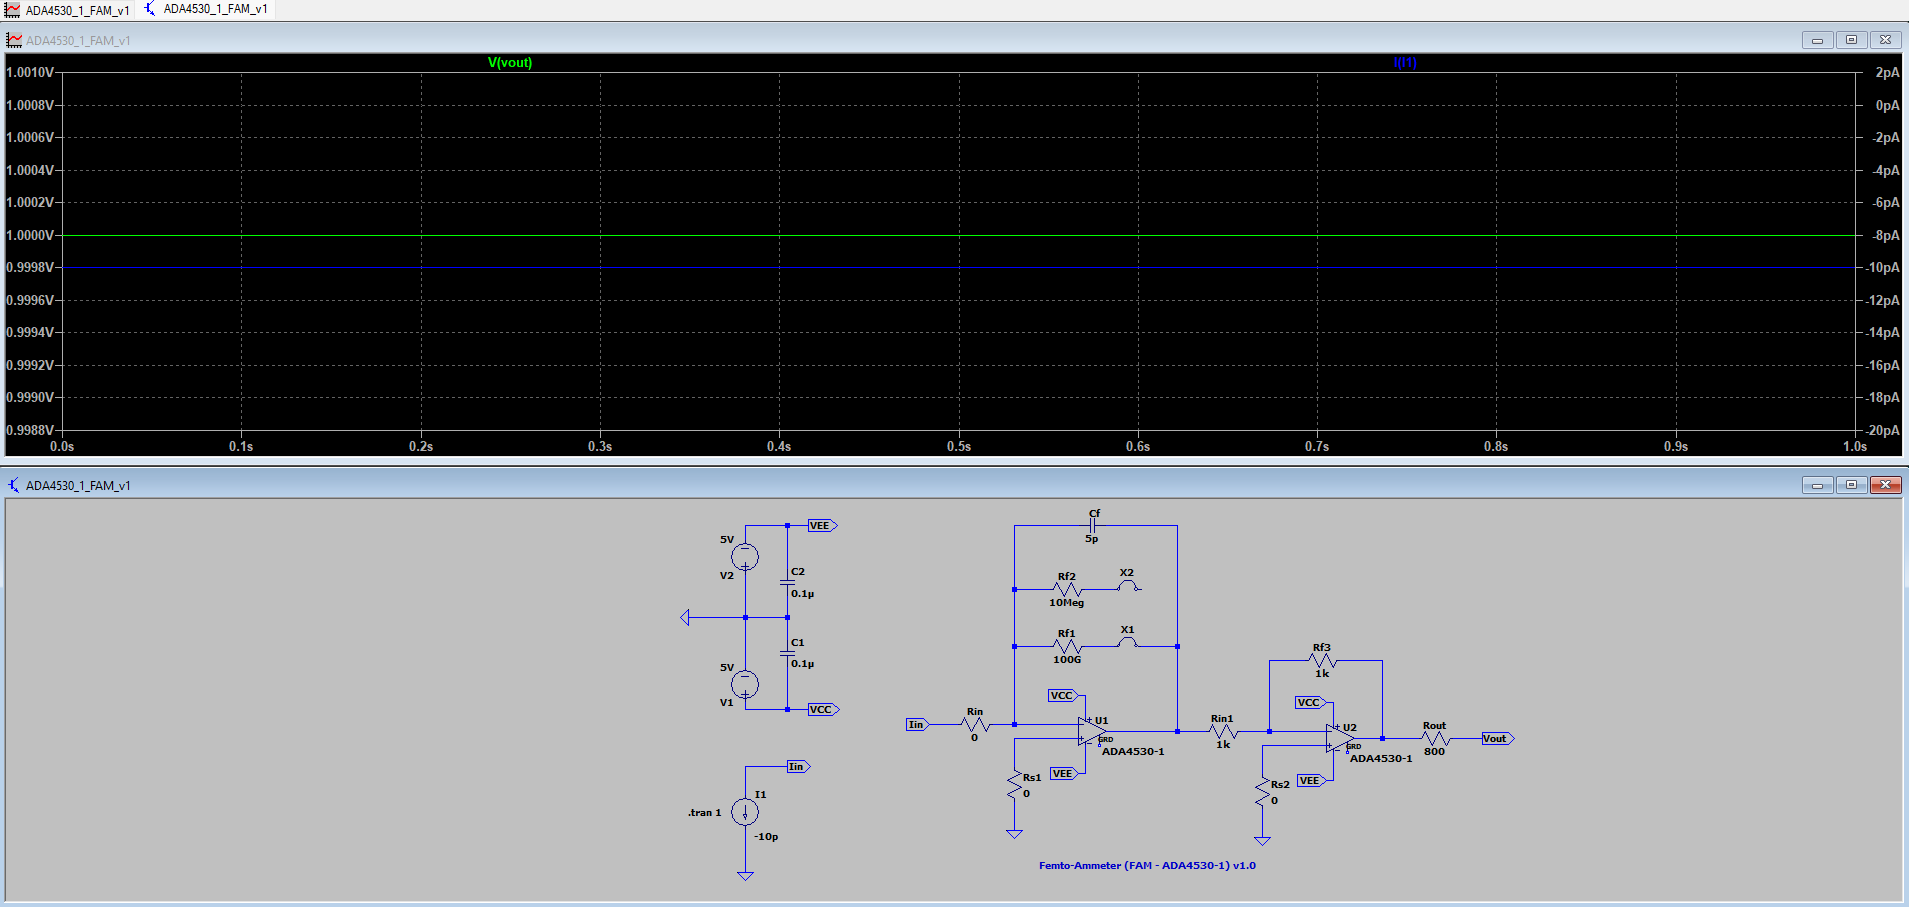 ADA4530_1_FAM_v1 ADA4530_1_FAM_v1
ADA4530_1_FAM_v1
V(vout) I(I1)
1.0010V 2pA
1.0008V 0pA
1.0006V -2pA
1.0004V -4pA
1.0002V -6pA
1.0000V -8pA
0.9998V -10pA
0.9996V -12pA
0.9994V -14pA
0.9992V -16pA
0.9990V -18pA
0.9988V -20pA
0.0s 0.1s 0.2s 0.3s 0.4s 0.5s 0.6s 0.7s 0.8s 0.9s 1.0s
ADA4530_1_FAM_v1
VEE
5V
V2
C2
0.1µ
C1
0.1µ
5V
V1
VCC
Iin
I1
.tran 1
-10p
Cf
5p
Rf2
10Meg
X2
Rf1
100G
X1
VCC
U1
GRD
ADA4530-1
VEE
Iin
Rin
0
Rs1
0
Rin1
1k
Rf3
1k
VCC
U2
GRD
ADA4530-1
VEE
Rs2
0
Rout
800
Vout
Femto-Ammeter (FAM - ADA4530-1) v1.0